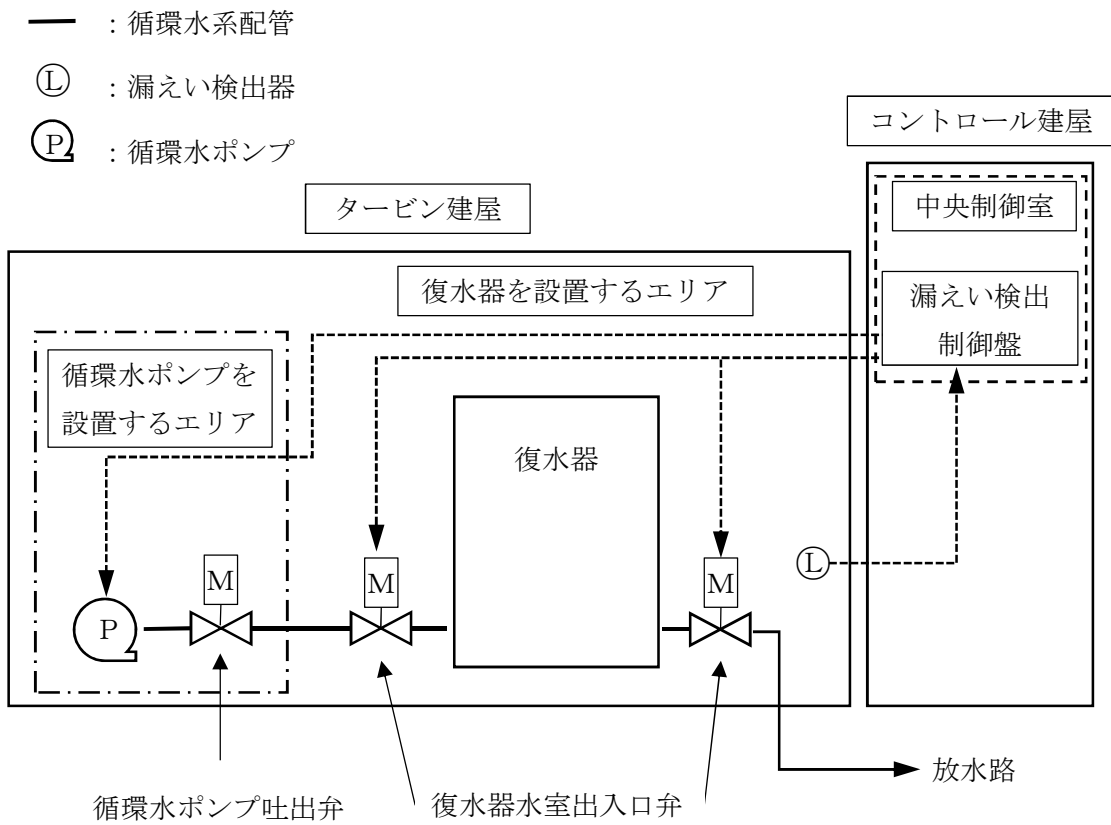 ：循環水系配管
L ：漏えい検出器
P ：循環水ポンプ
コントロール建屋
タービン建屋
中央制御室
復水器を設置するエリア
漏えい検出
制御盤
循環水ポンプを
設置するエリア
復水器
M
M
M
L
P
放水路
循環水ポンプ吐出弁
復水器水室出入口弁